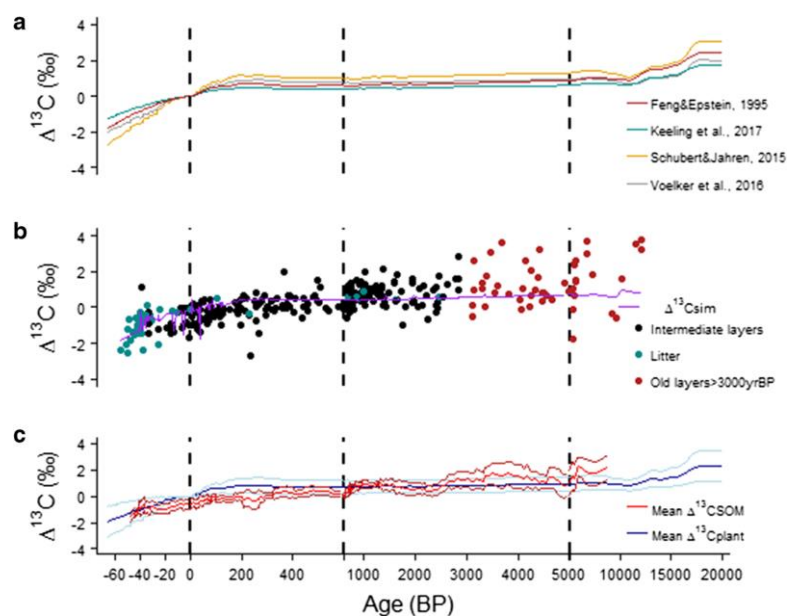 a
Δ13C (‰)
4
2
0
-2
-4
Feng&Epstein, 1995
Keeling et al., 2017
Schubert&Jahren, 2015
Voelker et al., 2016
b
Δ13C (‰)
4
2
0
-2
-4
Δ13Csim
Intermediate layers
Litter
Old layers>3000yrBP
c
Δ13C (‰)
4
2
0
-2
-4
Mean Δ13CSOM
Mean Δ13Cplant
-60 -40 -20 0 200 400 1000 2000 3000 4000 5000 10000 15000 20000
Age (BP)